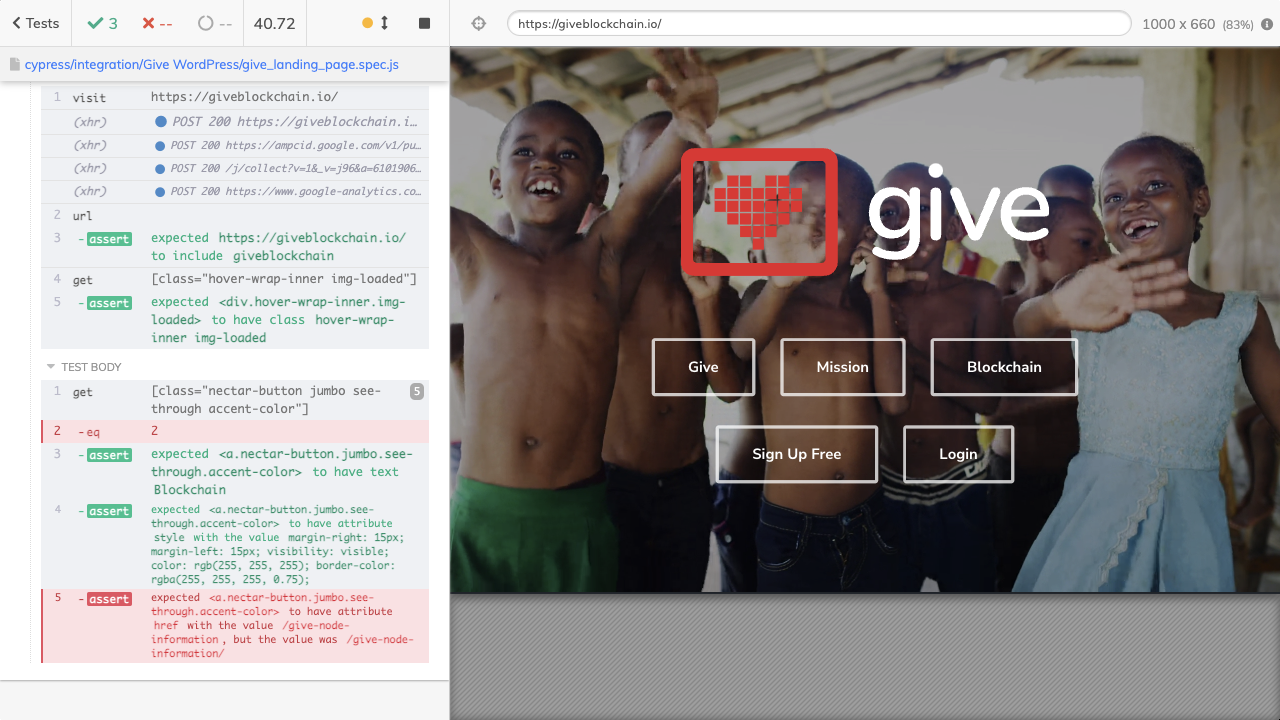 Tests
3
--
--
40.72
https://giveblockchain.io/
1000 x 660 (83%)
cypress/integration/Give WordPress/give_landing_page.spec.js
1 visit https://giveblockchain.io/
(xhr) POST 200 https://giveblockchain.i...
(xhr) POST 200 https://ampcid.google.com/v1/pu...
(xhr) POST 200 /j/collect?v=1&_v=j96&a=6101906...
(xhr) POST 200 https://www.google-analytics.co...
2 url
3 -assert expected https://giveblockchain.io/
to include giveblockchain
4 get [class="hover-wrap-inner img-loaded"]
5 -assert expected <div.hover-wrap-inner.img-
loaded> to have class hover-wrap-
inner img-loaded
TEST BODY
1 get [class="nectar-button jumbo see-
through accent-color"]
5
2 -eq 2
3 -assert expected <a.nectar-button.jumbo.see-
through.accent-color> to have text
Blockchain
4 -assert expected <a.nectar-button.jumbo.see-
through.accent-color> to have attribute
style with the value margin-right: 15px;
margin-left: 15px; visibility: visible;
color: rgb(255, 255, 255); border-color:
rgba(255, 255, 255, 0.75);
5 -assert expected <a.nectar-button.jumbo.see-
through.accent-color> to have attribute
href with the value /give-node-
information, but the value was /give-node-
information/
give
Give
Mission
Blockchain
Sign Up Free
Login